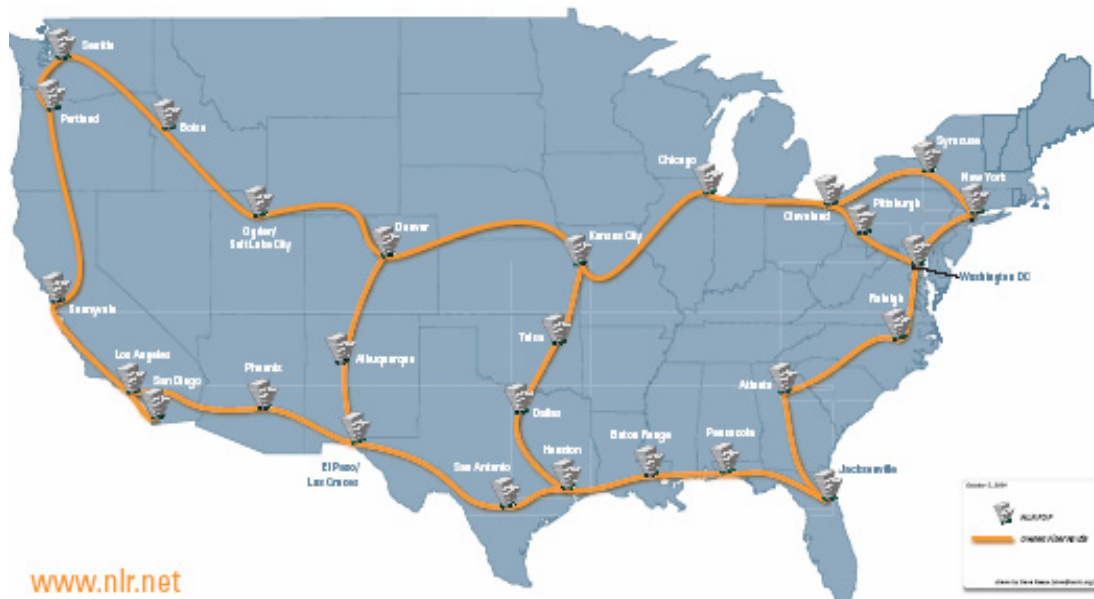 Seattle
Portland
Boise
Ogden/
Salt Lake City
Denver
Kansas City
Chicago
Cleveland
Syracuse
New York
Pittsburgh
Washington DC
Raleigh
Sunnyvale
Los Angeles
San Diego
Phoenix
Albuquerque
El Paso/
Las Cruces
Tulsa
Dallas
San Antonio
Houston
Baton Rouge
Pensacola
Atlanta
Jacksonville
NLR POP
www.nlr.net